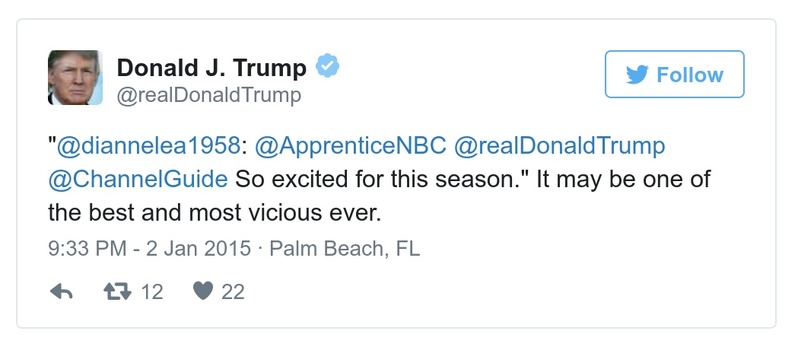 Donald J. Trump
Follow
@realDonaldTrump
"@diannelea1958: @ApprenticeNBC @realDonaldTrump
@ChannelGuide So excited for this season." It may be one of
the best and most vicious ever.
9:33 PM - 2 Jan 2015 · Palm Beach, FL
12 22